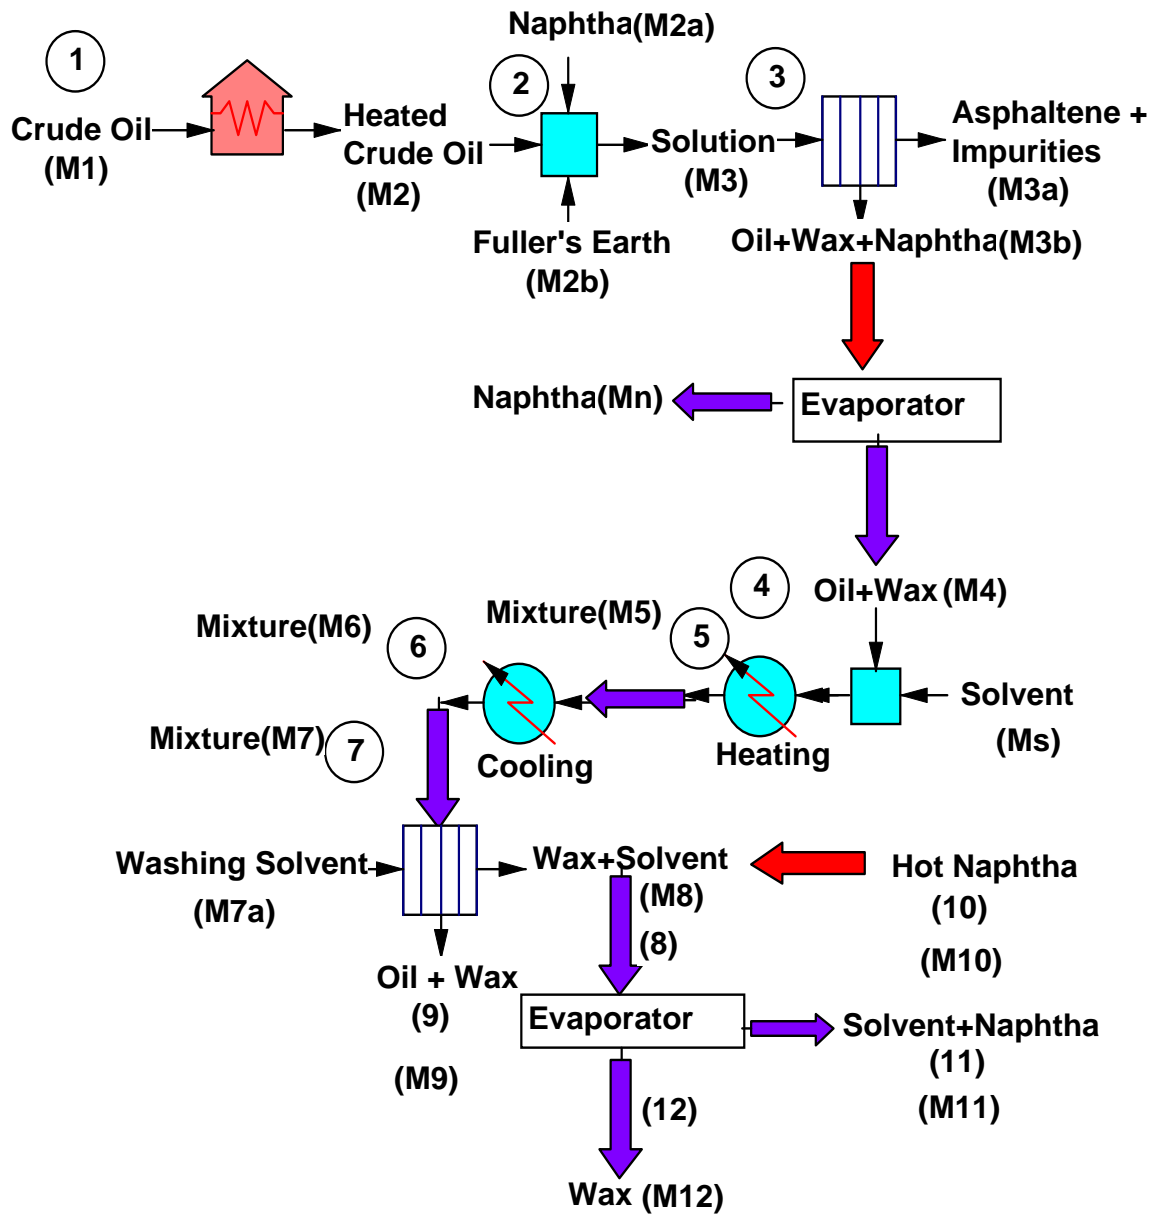 1
Crude Oil
(M1)
Heated
Crude Oil
(M2)
Naphtha(M2a)
2
Fuller's Earth
(M2b)
Solution
(M3)
3
Asphaltene +
Impurities
(M3a)
Oil+Wax+Naphtha(M3b)
Evaporator
Naphtha(Mn)
4
Oil+Wax (M4)
Solvent
(Ms)
Mixture(M5)
5
Heating
Mixture(M6)
6
Cooling
Mixture(M7)
7
Washing Solvent
(M7a)
Wax+Solvent
(M8)
(8)
Hot Naphtha
(10)
(M10)
Oil + Wax
(9)
(M9)
Evaporator
Solvent+Naphtha
(11)
(M11)
(12)
Wax (M12)